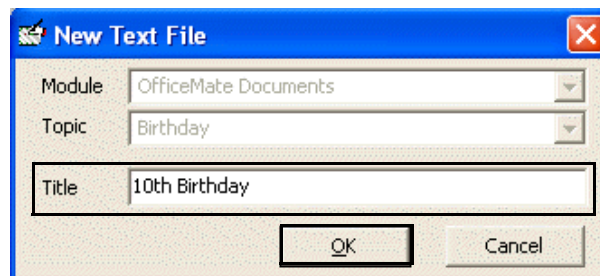 New Text File
Module OfficeMate Documents
Topic Birthday
Title 10th Birthday
OK Cancel